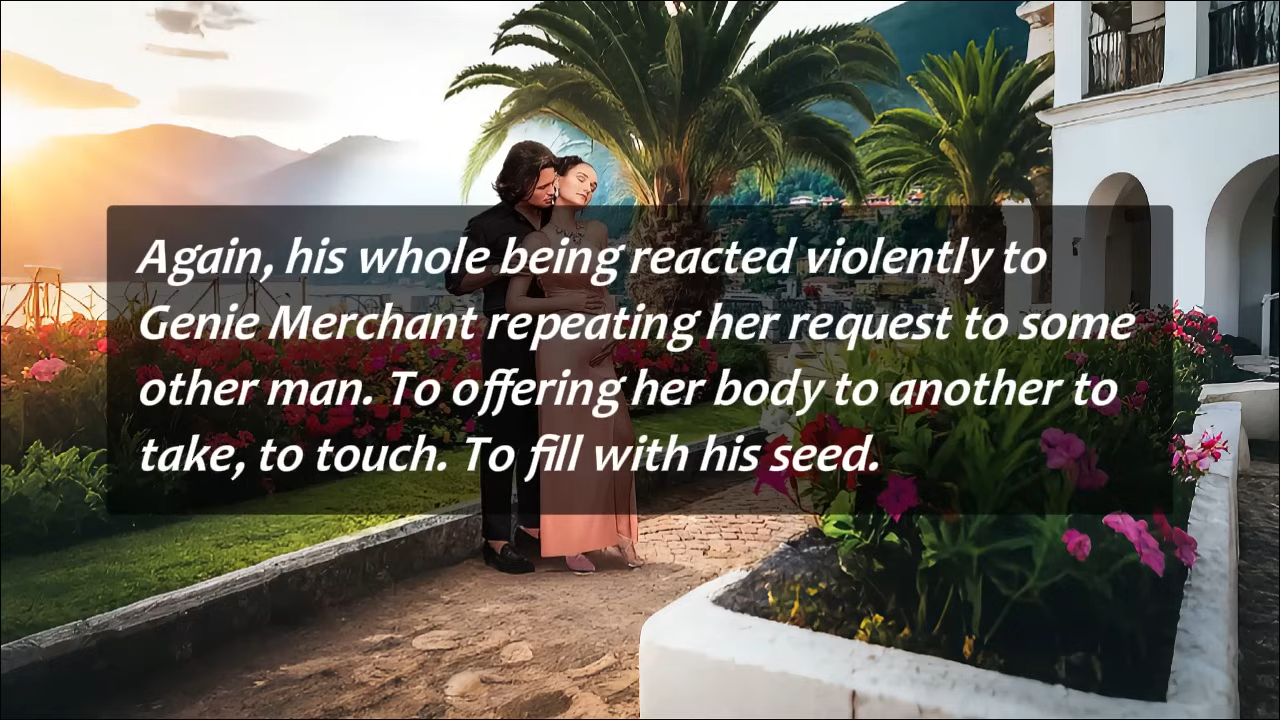 Again, his whole being reacted violently to
Genie Merchant repeating her request to some
other man. To offering her body to another to
take, to touch. To fill with his seed.